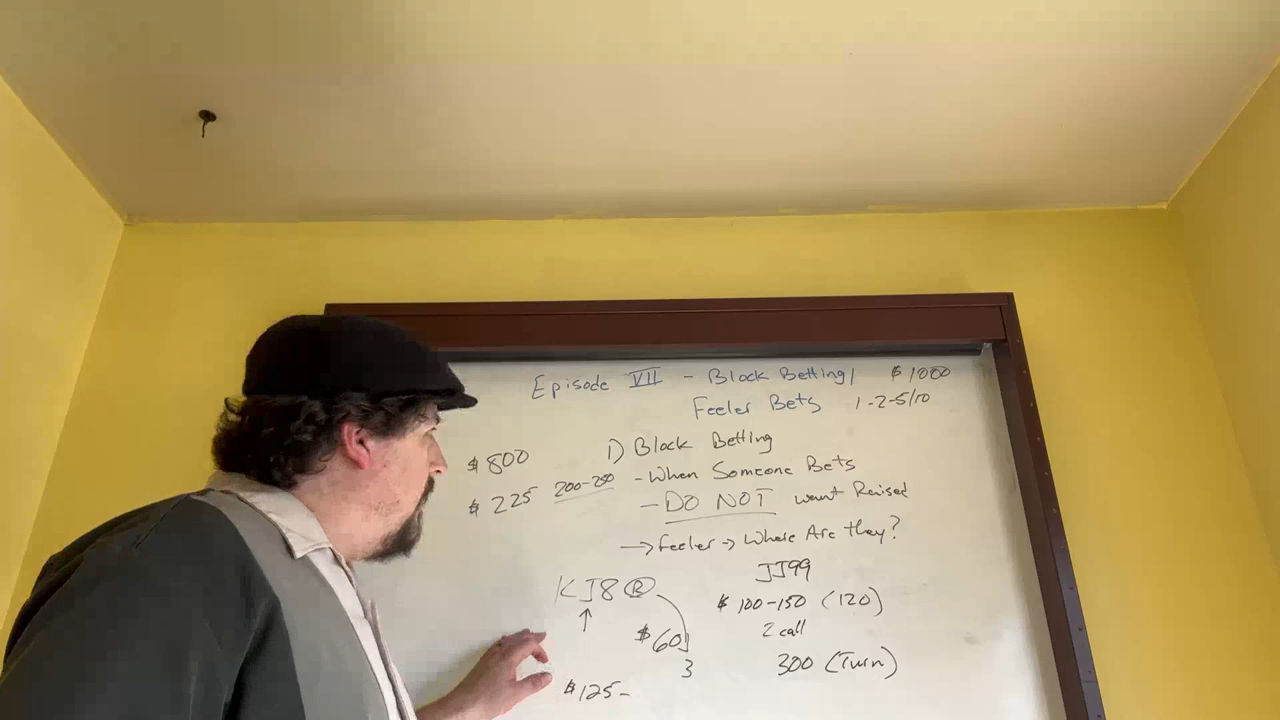 Episode VII - Block Betting/ $1000
Feeler Bets 1-2-5/10
1) Block Betting
$800
- When Someone Bets
$225 200-250
- DO NOT want Raised
→ Feeler → Where Are they?
JJ99
KJ8 R
↑
$60
3
$ 100-150 (120)
2 call
300 (Turn)
$125-